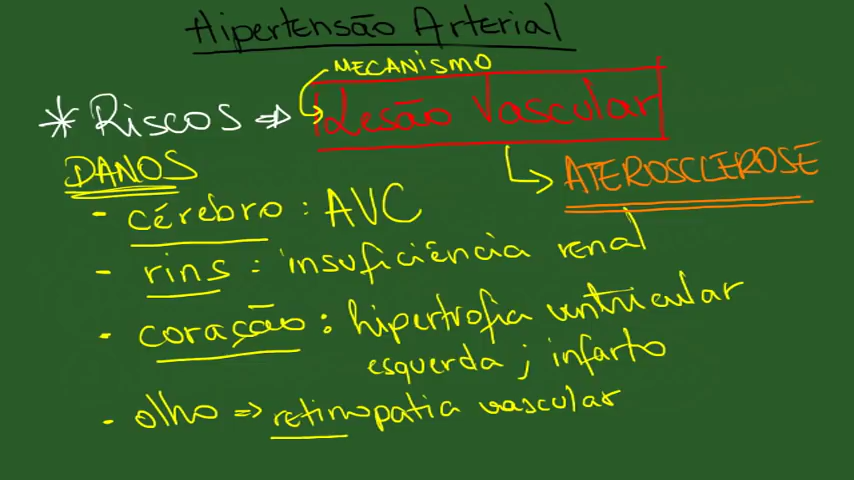 Hipertensão Arterial
MECANISMO
* Riscos ⇒ Lesão Vascular
DANOS
ATEROSCLEROSE
- cérebro : AVC
- rins : insuficiência renal
- coração : hipertrofia ventricular
esquerda ; infarto
- olho ⇒ retinopatia vascular